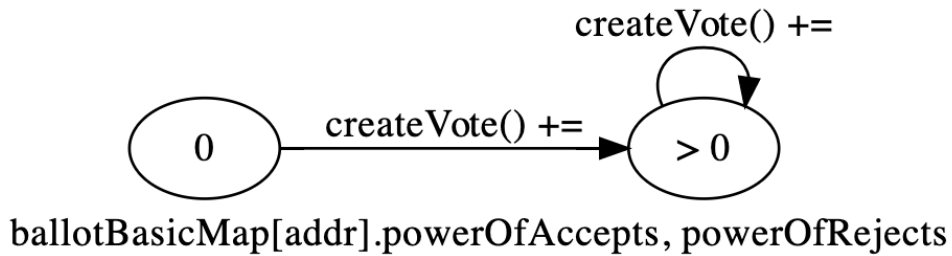 createVote() +=
createVote() +=
0
> 0
ballotBasicMap[addr].powerOfAccepts, powerOfRejects